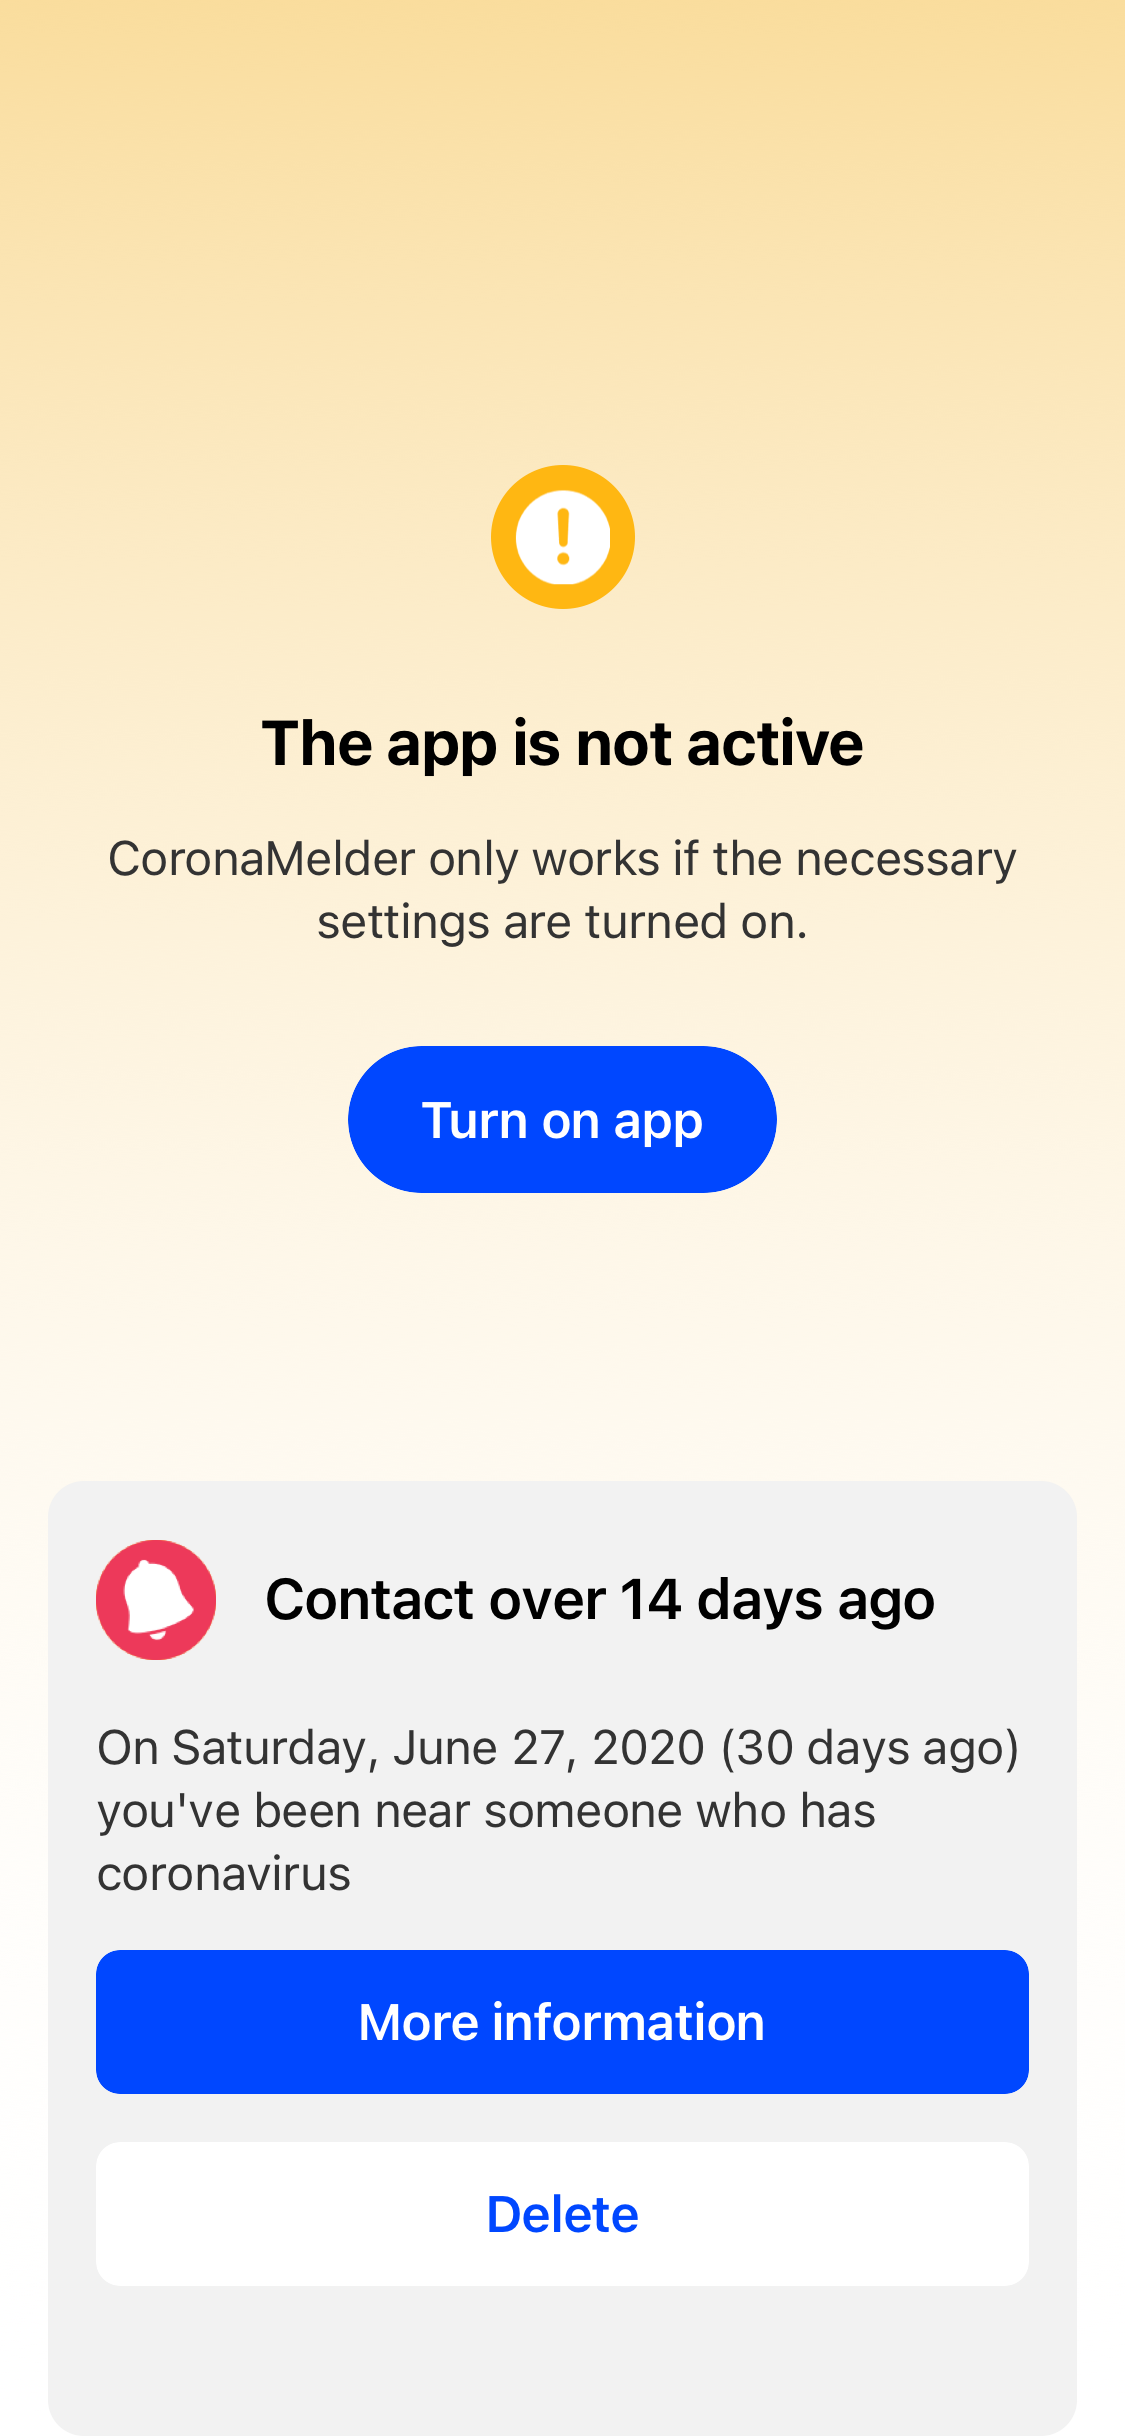 The app is not active
CoronaMelder only works if the necessary
settings are turned on.
Turn on app
Contact over 14 days ago
On Saturday, June 27, 2020 (30 days ago)
you've been near someone who has
coronavirus
More information
Delete